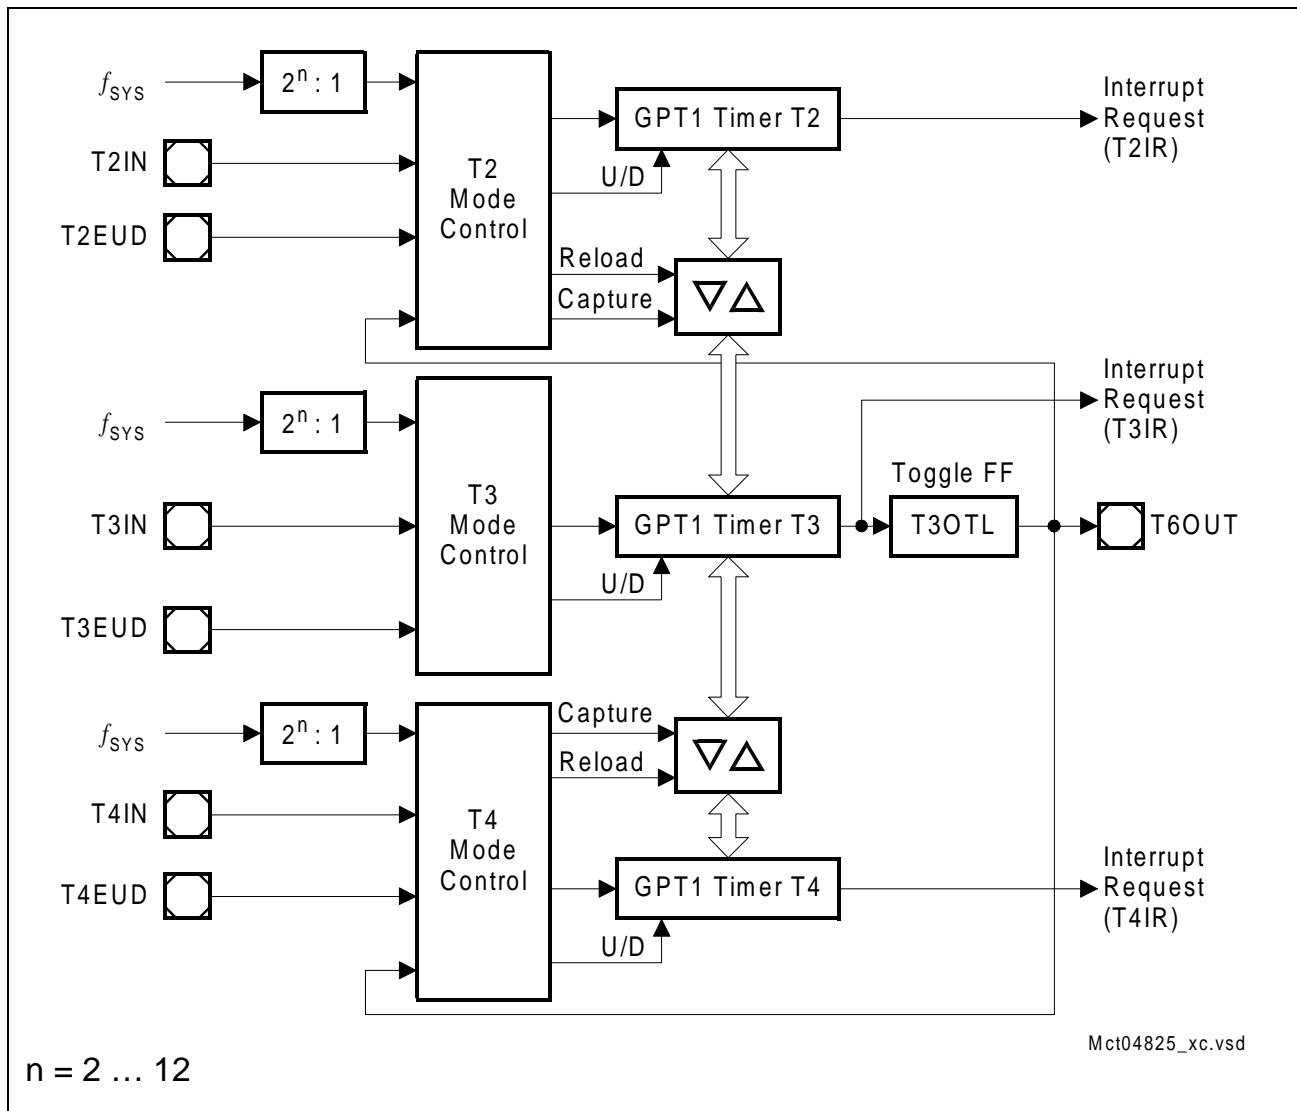 fSYS
2n : 1
T2IN
T2EUD
T2
Mode
Control
U/D
Reload
Capture
GPT1 Timer T2
Interrupt
Request
(T2IR)
fSYS
2n : 1
T3IN
T3EUD
T3
Mode
Control
U/D
GPT1 Timer T3
Toggle FF
T3OTL
Interrupt
Request
(T3IR)
T6OUT
fSYS
2n : 1
T4IN
T4EUD
T4
Mode
Control
Capture
Reload
U/D
GPT1 Timer T4
Interrupt
Request
(T4IR)
Mct04825_xc.vsd
n = 2 … 12